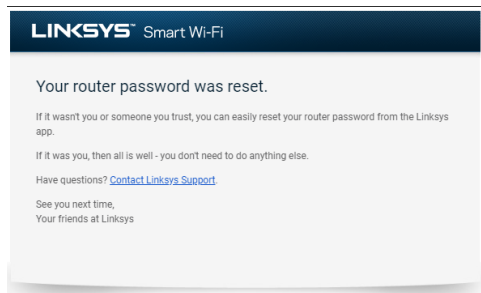 LINKSYS™ Smart Wi-Fi
Your router password was reset.
If it wasn't you or someone you trust, you can easily reset your router password from the Linksys
app.
If it was you, then all is well - you don't need to do anything else.
Have questions? Contact Linksys Support.
See you next time,
Your friends at Linksys